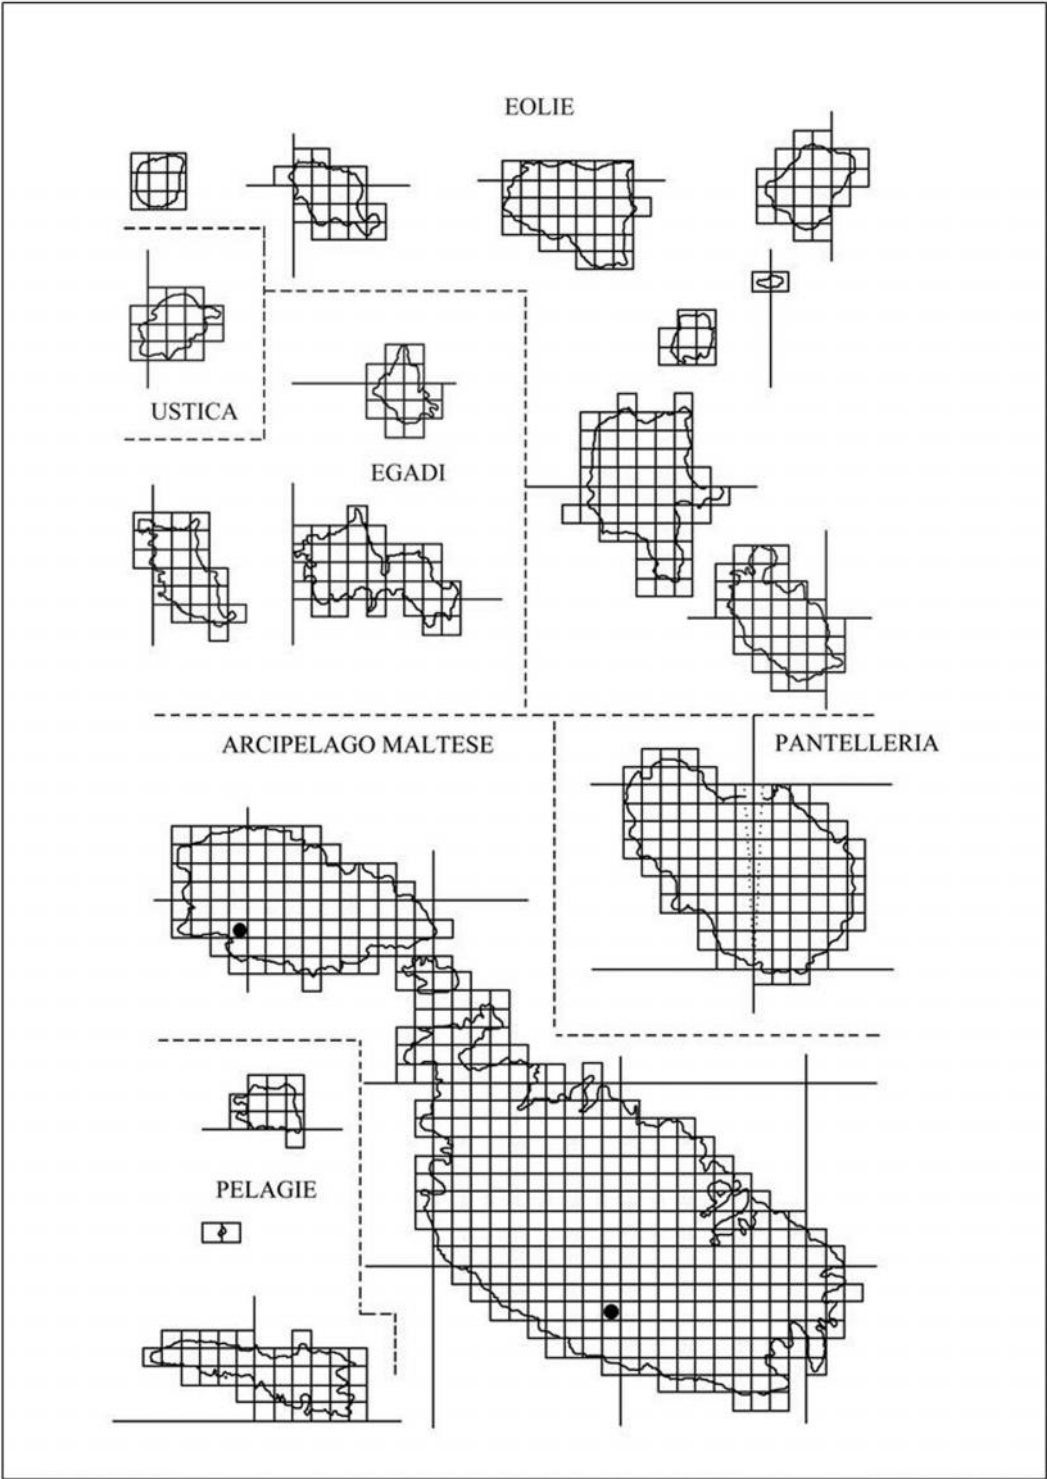 EOLIE
USTICA
EGADI
ARCIPELAGO MALTESE
PANTELLERIA
PELAGIE